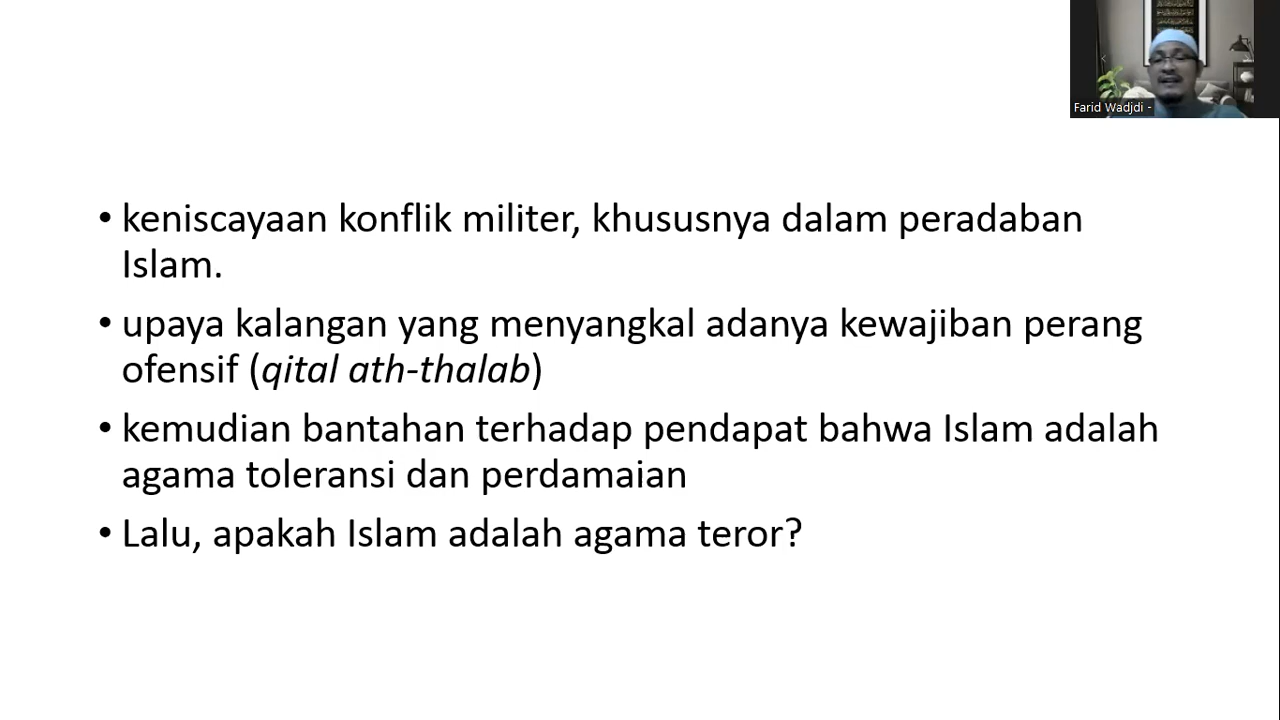 Farid Wadjdi -
• keniscayaan konflik militer, khususnya dalam peradaban
Islam.
• upaya kalangan yang menyangkal adanya kewajiban perang
ofensif (qital ath-thalab)
• kemudian bantahan terhadap pendapat bahwa Islam adalah
agama toleransi dan perdamaian
• Lalu, apakah Islam adalah agama teror?